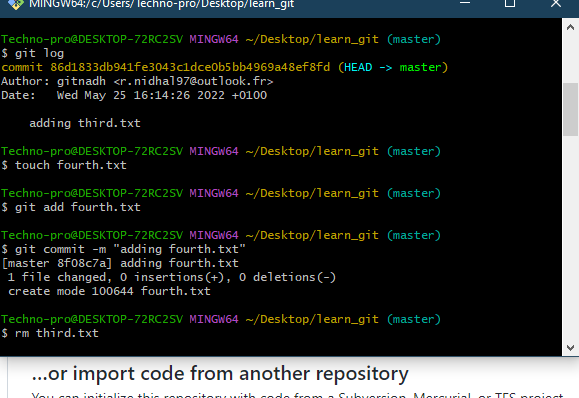 MINGW64:/c/Users/Techno-pro/Desktop/learn_git
Techno-pro@DESKTOP-72RC2SV MINGW64 ~/Desktop/learn_git (master)
$ git log
commit 86d1833db941fe3043c1dce0b5bb4969a48ef8fd (HEAD -> master)
Author: gitnadh <r.nidhal97@outlook.fr>
Date:   Wed May 25 16:14:26 2022 +0100
    adding third.txt
Techno-pro@DESKTOP-72RC2SV MINGW64 ~/Desktop/learn_git (master)
$ touch fourth.txt
Techno-pro@DESKTOP-72RC2SV MINGW64 ~/Desktop/learn_git (master)
$ git add fourth.txt
Techno-pro@DESKTOP-72RC2SV MINGW64 ~/Desktop/learn_git (master)
$ git commit -m "adding fourth.txt"
[master 8f08c7a] adding fourth.txt
 1 file changed, 0 insertions(+), 0 deletions(-)
 create mode 100644 fourth.txt
Techno-pro@DESKTOP-72RC2SV MINGW64 ~/Desktop/learn_git (master)
$ rm third.txt
…or import code from another repository
You can initialize this repository with code from a Subversion, Mercurial, or TFS project